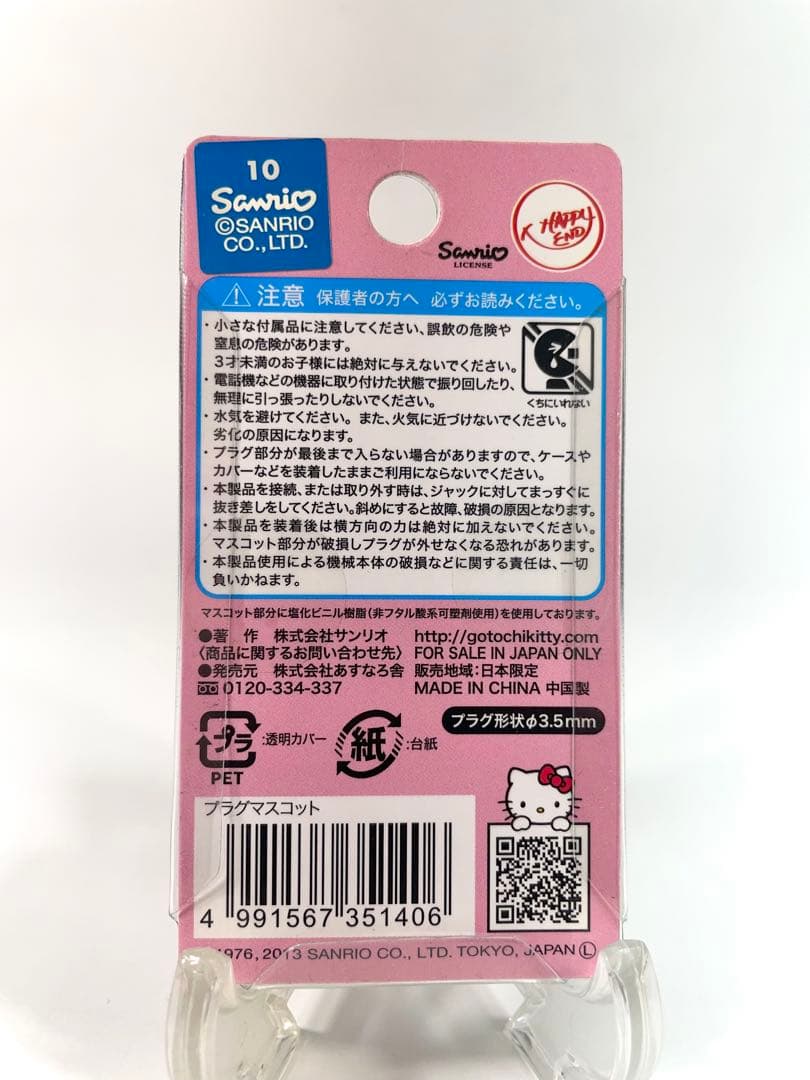 10
Sanrio
©SANRIO
CO.,LTD.
Sanrio
LICENSE
HAPPY
END
注意 保護者の方へ 必ずお読みください。
・小さな付属品に注意してください、誤飲の危険や
窒息の危険があります。
3才未満のお子様には絶対に与えないでください。
・電話機などの機器に取り付けた状態で振り回したり、
無理に引っ張ったりしないでください。
くちにいれない
・水気を避けてください。また、火気に近づけないでください。
劣化の原因になります。
・プラグ部分が最後まで入らない場合がありますので、ケースや
カバーなどを装着したままご利用にならないでください。
・本製品を接続、または取り外す時は、ジャックに対してまっすぐに
抜き差しをしてください。斜めにすると故障、破損の原因となります。
・本製品を装着後は横方向の力は絶対に加えないでください。
マスコット部分が破損しプラグが外せなくなる恐れがあります。
・本製品使用による機械本体の破損などに関する責任は、一切
負いかねます。
マスコット部分に塩化ビニル樹脂(非フタル酸系可塑剤使用)を使用しております。
●著 作 株式会社サンリオ
〈商品に関するお問い合わせ先〉
●発売元 株式会社あすなろ舎
0120-334-337
http://gotochikitty.com
FOR SALE IN JAPAN ONLY
販売地域:日本限定
MADE IN CHINA 中国製
プラグ形状φ3.5mm
プラ
:透明カバー
PET
紙
:台紙
プラグマスコット
4 991567 351406
1976, 2013 SANRIO CO., LTD. TOKYO, JAPAN Ⓛ